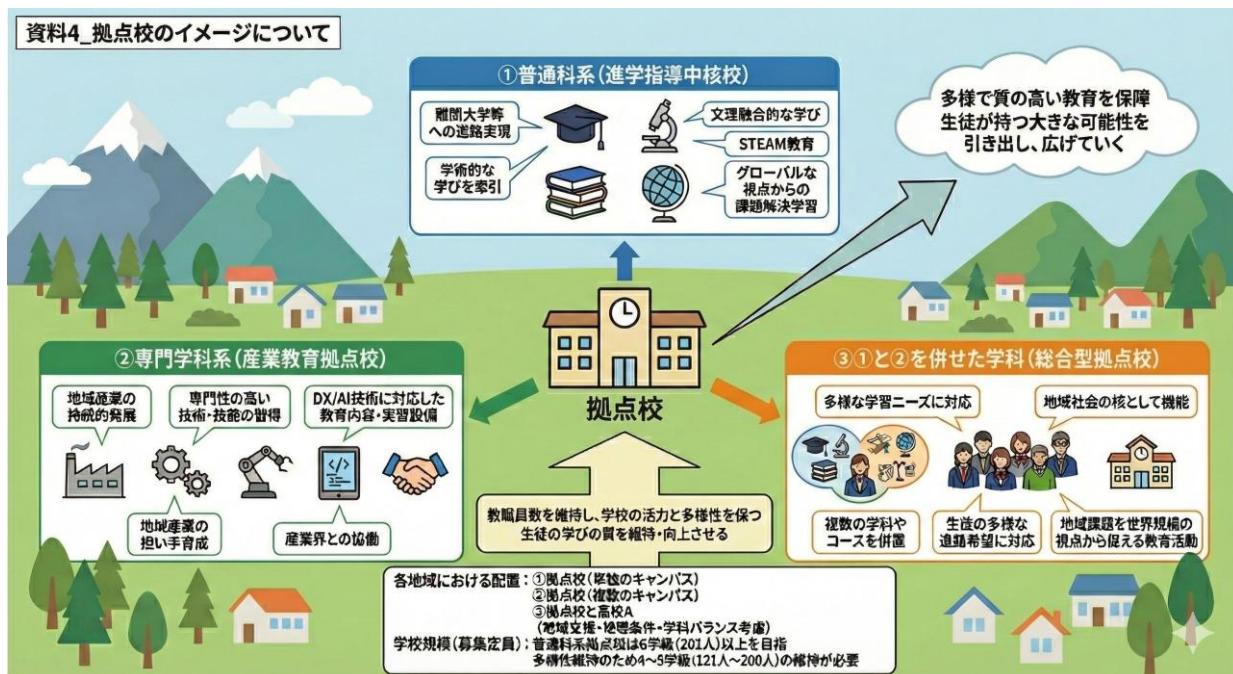 資料4_拠点校のイメージについて
①普通科系(進学指導中核校)
難関大学等
への進路実現
学術的な
学びを索引
文理融合的な学び
STEAM教育
グローバルな
視点からの
課題解決学習
多様で質の高い教育を保障
生徒が持つ大きな可能性を
引き出し、広げていく
拠点校
②専門学科系(産業教育拠点校)
地域産業の
持続的発展
専門性の高い
技術・技能の習得
DX/AI技術に対応した
教育内容・実習設備
</>
地域産業の
担い手育成
産業界との協働
③①と②を併せた学科(総合型拠点校)
多様な学習ニーズに対応
地域社会の核として機能
複数の学科や
コースを併置
生徒の多様な
進路希望に対応
地域課題を世界規模の
視点から捉える教育活動
教職員数を維持し、学校の活力と多様性を保つ
生徒の学びの質を維持・向上させる
各地域における配置:①拠点校(単独のキャンパス)
②拠点校(複数のキャンパス)
③拠点校と高校A
(地域支援・ 条件・学科バランス考慮)
学校規模(募集定員):普通科系拠点校は6学級(201人)以上を目指
多様性維持のため4〜5学級(121人〜200人)の維持が必要